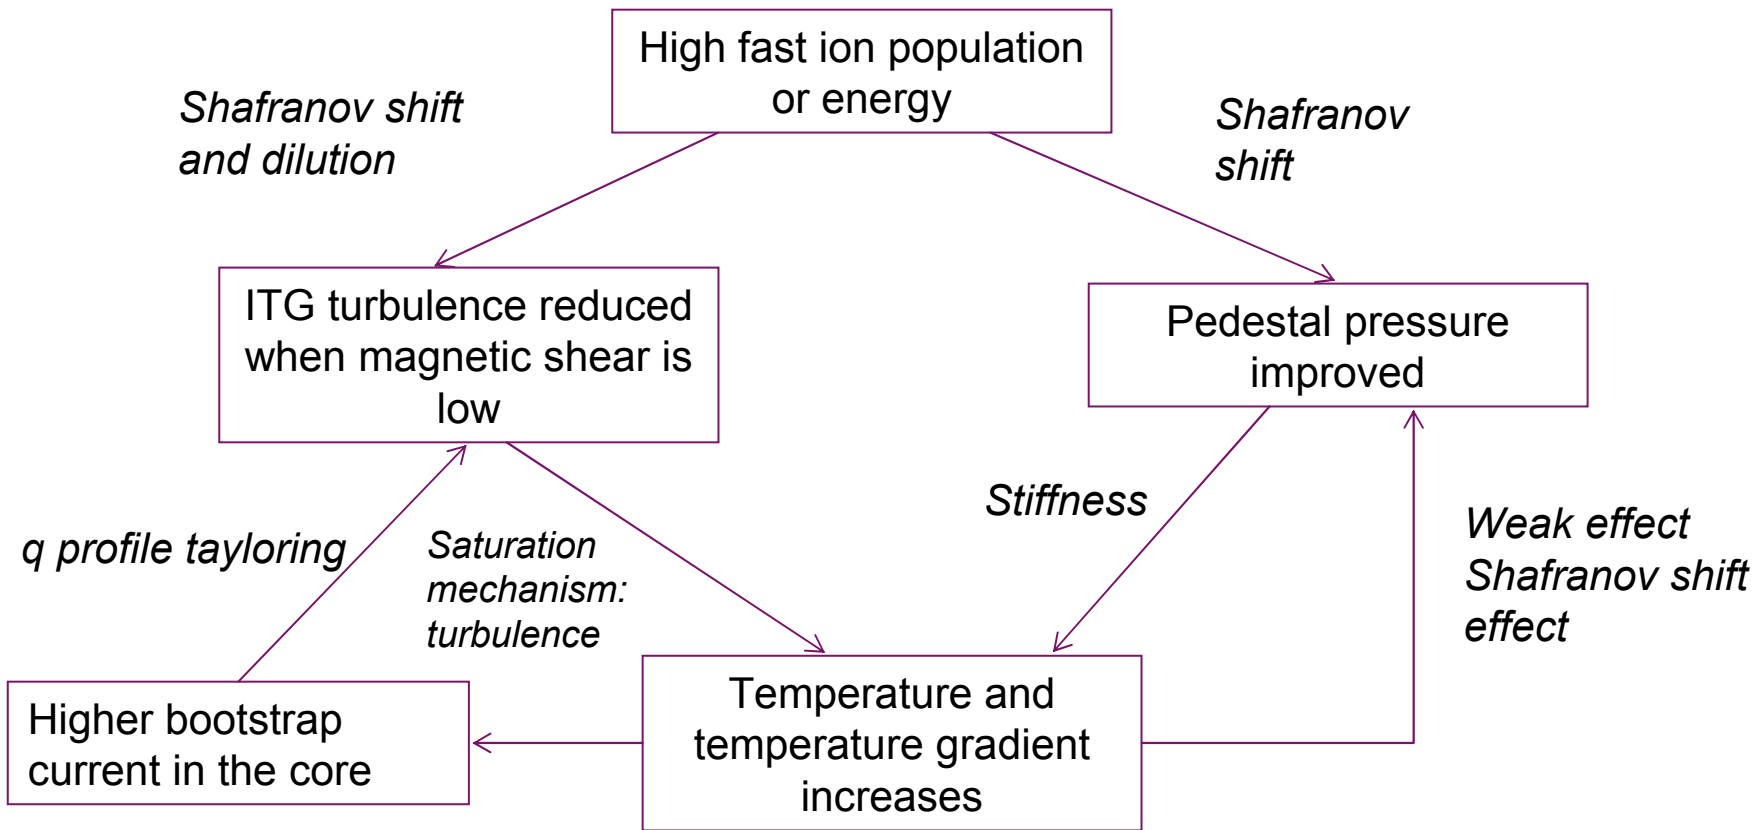 High fast ion population
or energy
Shafranov shift
and dilution
Shafranov
shift
ITG turbulence reduced
when magnetic shear is
low
Pedestal pressure
improved
q profile tayloring
Saturation
mechanism:
turbulence
Stiffness
Weak effect
Shafranov shift
effect
Higher bootstrap
current in the core
Temperature and
temperature gradient
increases